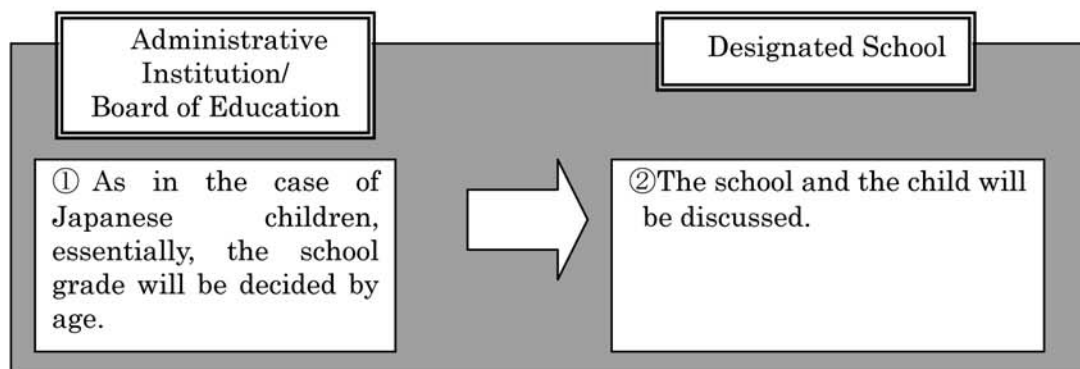 Administrative
Institution/
Board of Education
Designated School
① As in the case of
Japanese children,
essentially, the school
grade will be decided by
age.
②The school and the child will
be discussed.